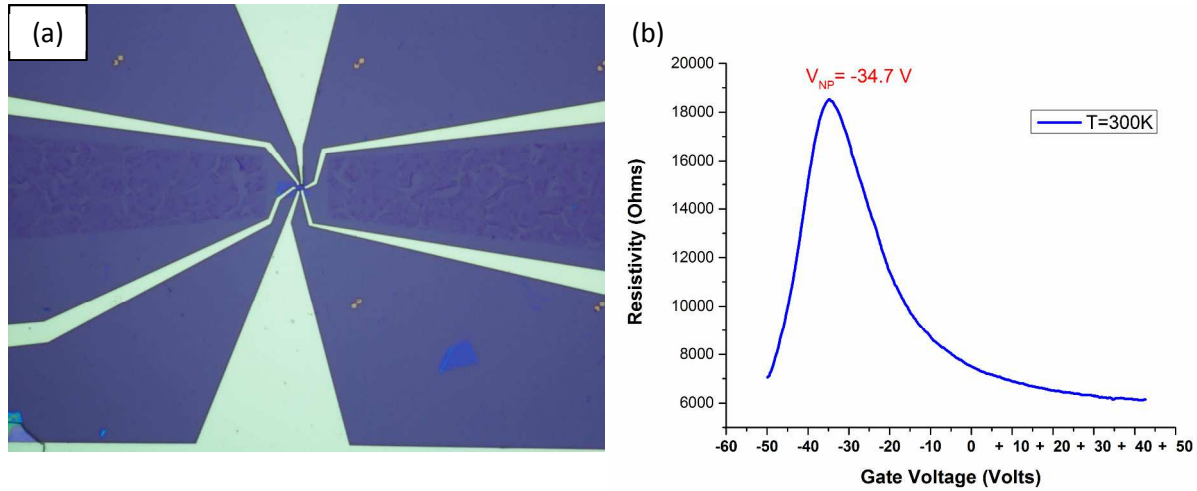 (a)
(b)
V_NP= -34.7 V
T=300K
20000
18000
16000
14000
12000
10000
8000
6000
Resistivity (Ohms)
-60 -50 -40 -30 -20 -10 0 + 10 + 20 + 30 + 40 + 50
Gate Voltage (Volts)